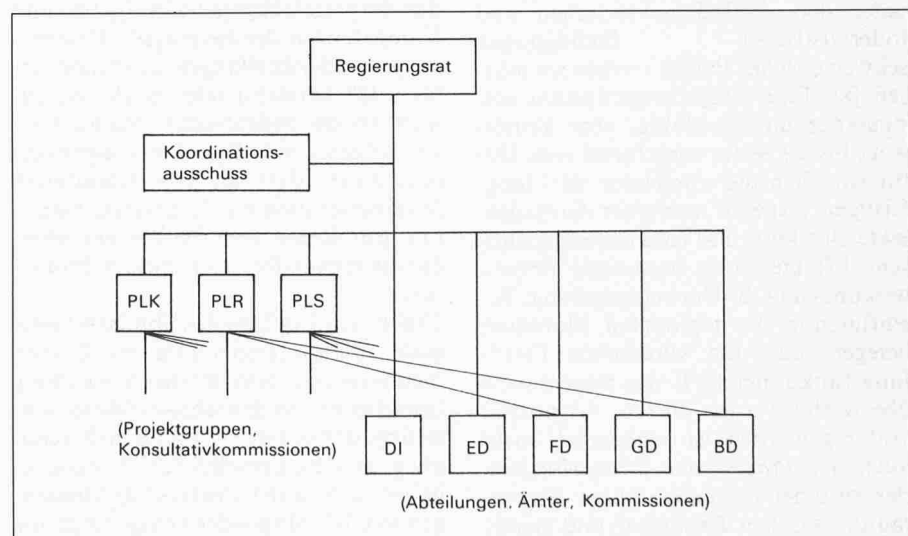 Regierungsrat
Koordinations-
ausschuss
PLK PLR PLS
(Projektgruppen,
Konsultativkommissionen)
DI ED FD GD BD
(Abteilungen. Ämter, Kommissionen)